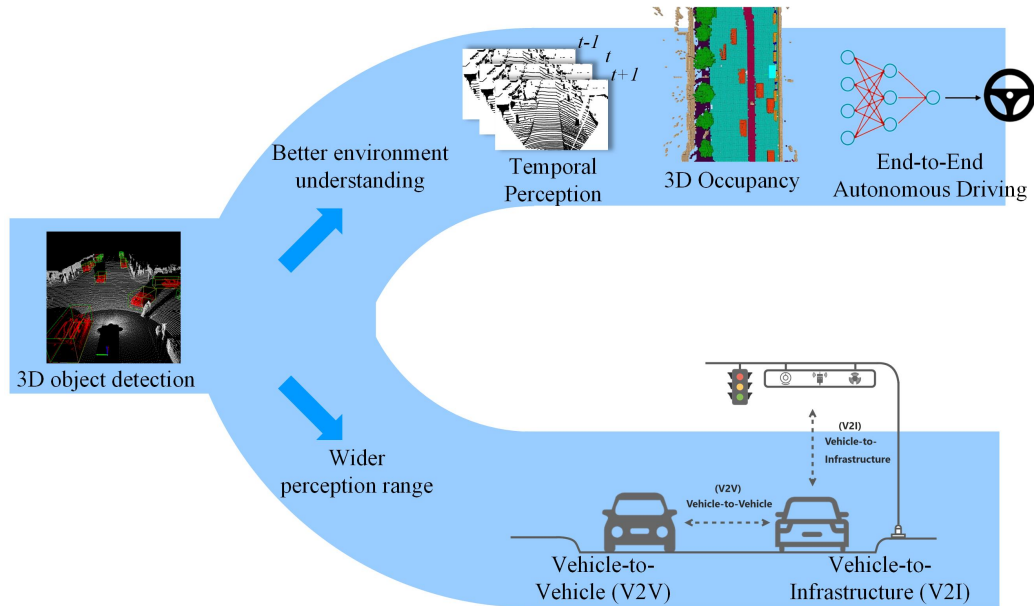 t-1
t
t+1
Better environment
understanding
Temporal
Perception
3D Occupancy
End-to-End
Autonomous Driving
3D object detection
Wider
perception range
(V2I)
Vehicle-to-
Infrastructure
(V2V)
Vehicle-to-Vehicle
Vehicle-to-
Vehicle (V2V)
Vehicle-to-
Infrastructure (V2I)